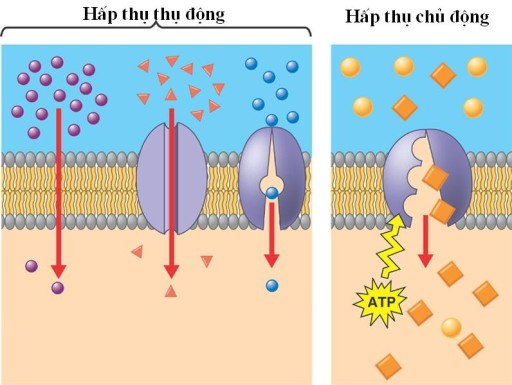 Hấp thụ thụ động
Hấp thụ chủ động
ATP